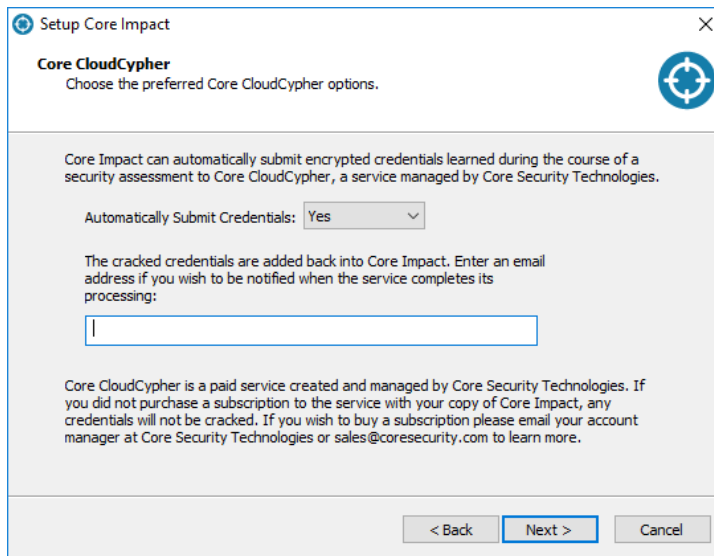 Setup Core Impact
Core CloudCypher
Choose the preferred Core CloudCypher options.
Core Impact can automatically submit encrypted credentials learned during the course of a
security assessment to Core CloudCypher, a service managed by Core Security Technologies.
Automatically Submit Credentials: Yes
The cracked credentials are added back into Core Impact. Enter an email
address if you wish to be notified when the service completes its
processing:
Core CloudCypher is a paid service created and managed by Core Security Technologies. If
you did not purchase a subscription to the service with your copy of Core Impact, any
credentials will not be cracked. If you wish to buy a subscription please email your account
manager at Core Security Technologies or sales@coresecurity.com to learn more.
< Back Next > Cancel